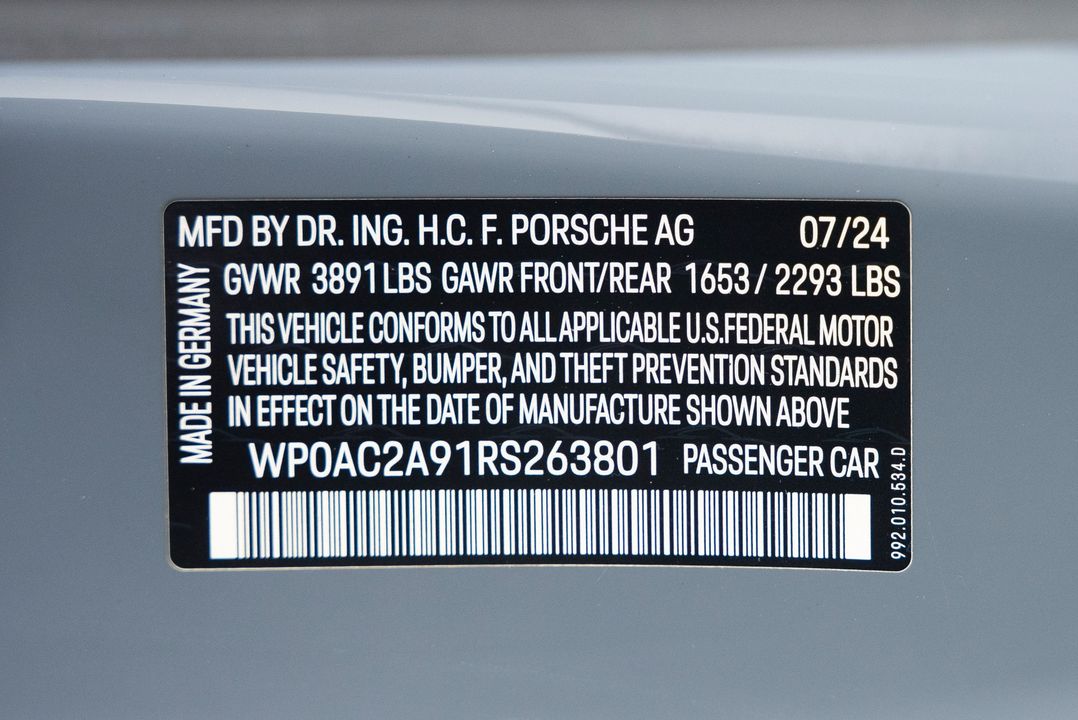 MFD BY DR. ING. H.C. F. PORSCHE AG 07/24
GVWR 3891 LBS GAWR FRONT/REAR 1653 / 2293 LBS
THIS VEHICLE CONFORMS TO ALL APPLICABLE U.S.FEDERAL MOTOR
VEHICLE SAFETY, BUMPER, AND THEFT PREVENTION STANDARDS
IN EFFECT ON THE DATE OF MANUFACTURE SHOWN ABOVE
WP0AC2A91RS263801 PASSENGER CAR
MADE IN GERMANY
992.010.534.D